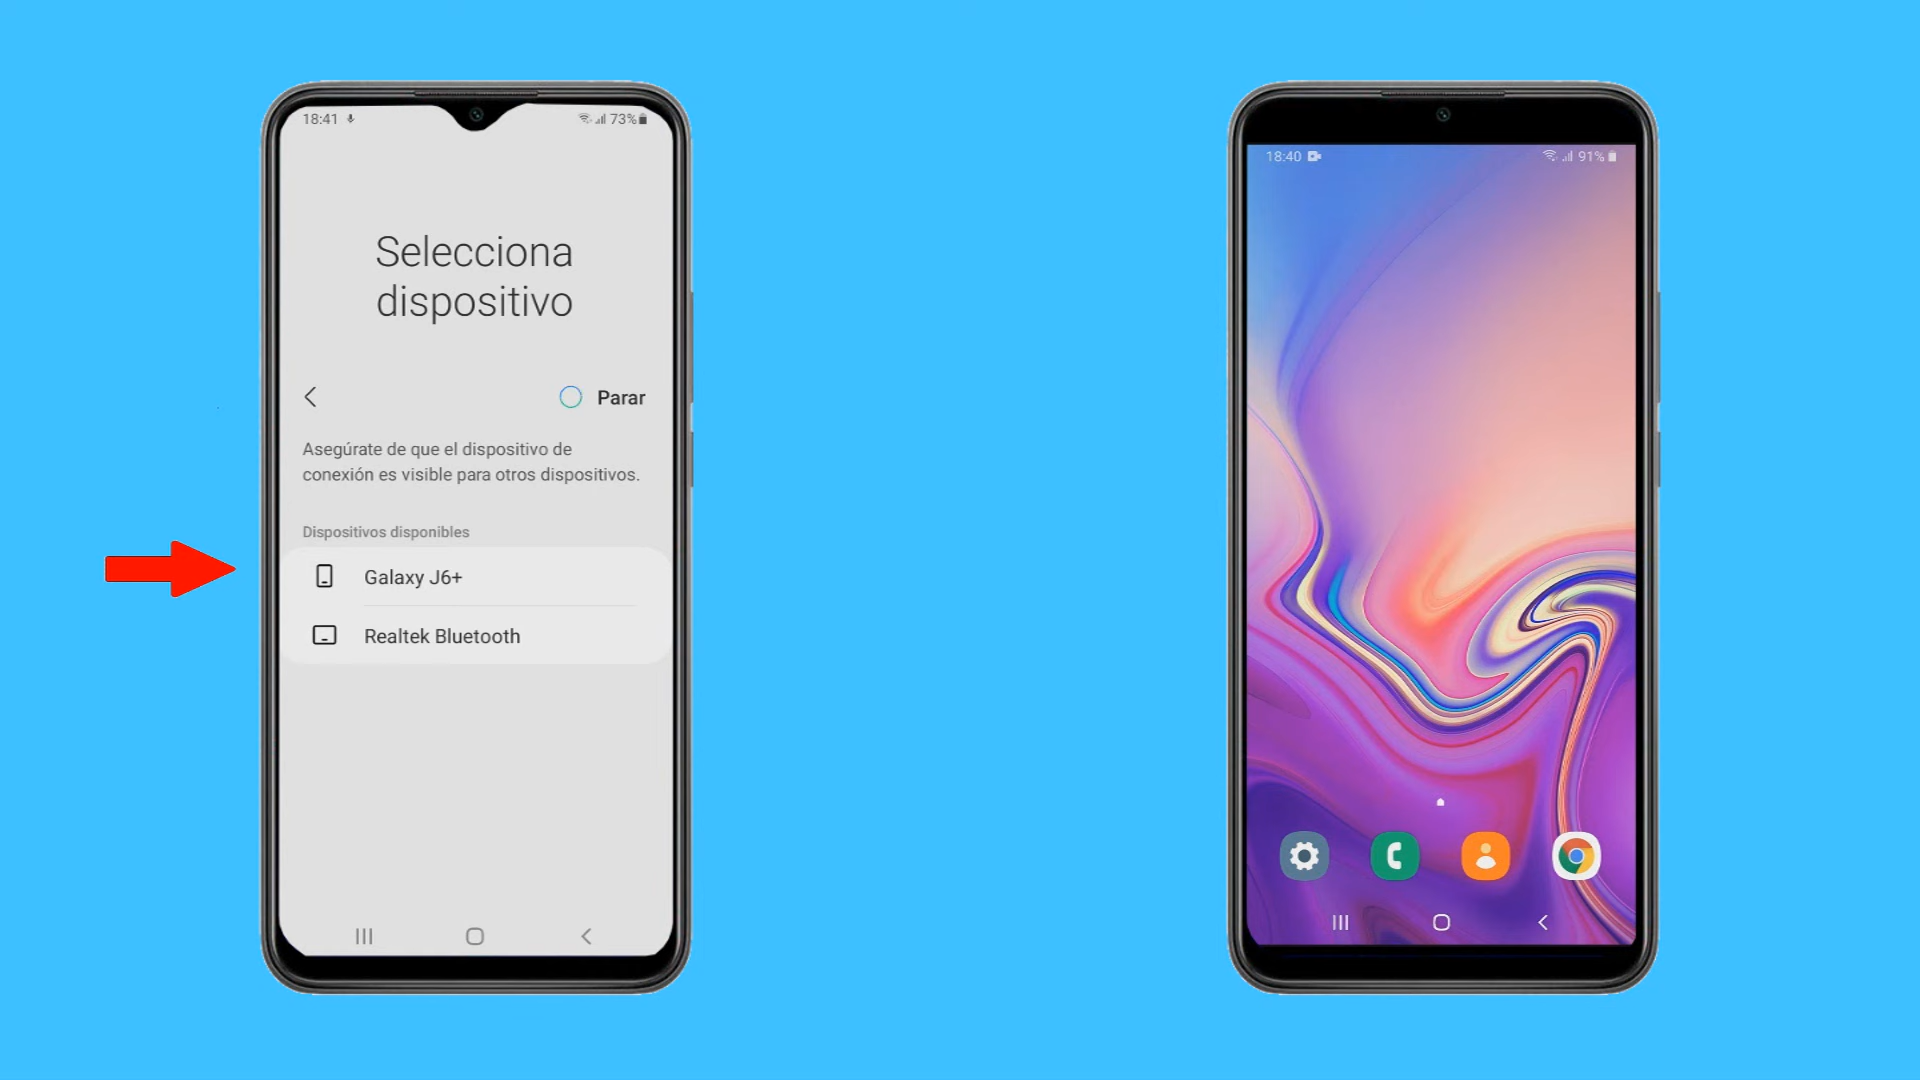 18:41
73%
Selecciona
dispositivo
Parar
Asegúrate de que el dispositivo de
conexión es visible para otros dispositivos.
Dispositivos disponibles
Galaxy J6+
Realtek Bluetooth
18:40
91%